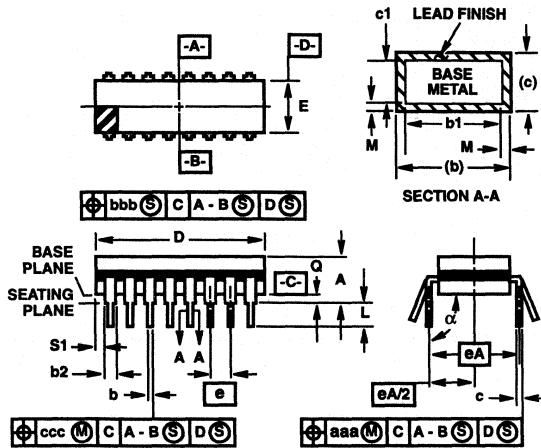 c1 LEAD FINISH
-A-
-D-
BASE
METAL
(c)
E
M
b1
M
-B-
(b)
SECTION A-A
⌖ bbb Ⓢ C A - B Ⓢ D Ⓢ
D
BASE
PLANE
Q
A
-C-
SEATING
PLANE
L
α
S1
A A
eA
b2
b
e
eA/2
c
⌖ ccc Ⓜ C A - B Ⓢ D Ⓢ
⌖ aaa Ⓜ C A - B Ⓢ D Ⓢ